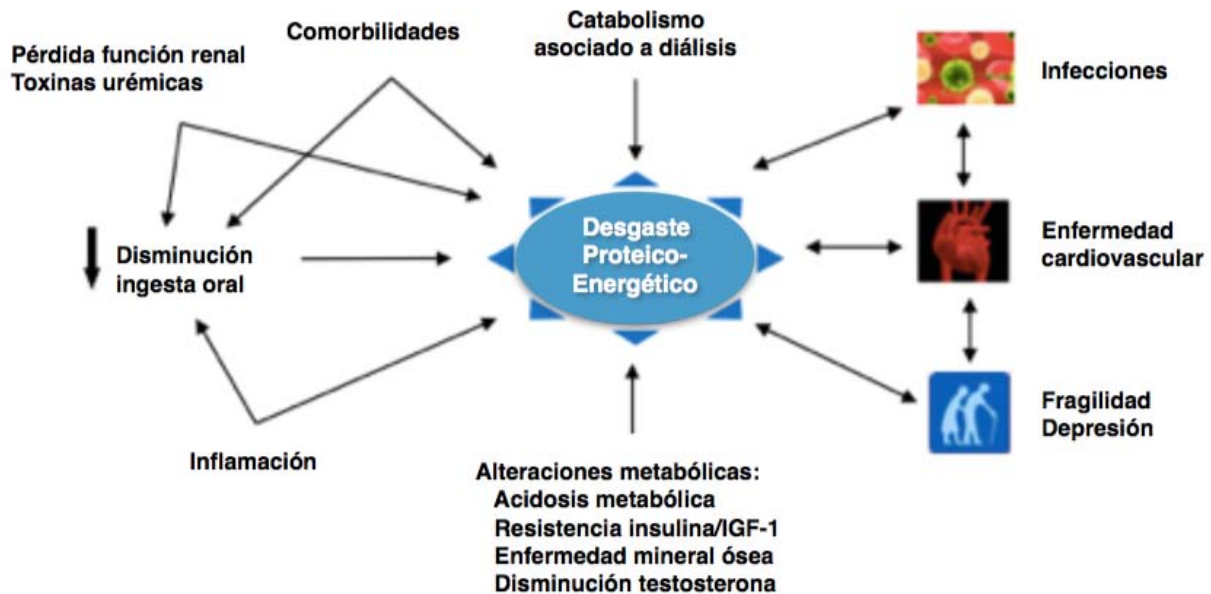 Pérdida función renal
Toxinas urémicas
Comorbilidades
Catabolismo
asociado a diálisis
Infecciones
Disminución
ingesta oral
Desgaste
Proteico-
Energético
Enfermedad
cardiovascular
Fragilidad
Depresión
Inflamación
Alteraciones metabólicas:
Acidosis metabólica
Resistencia insulina/IGF-1
Enfermedad mineral ósea
Disminución testosterona